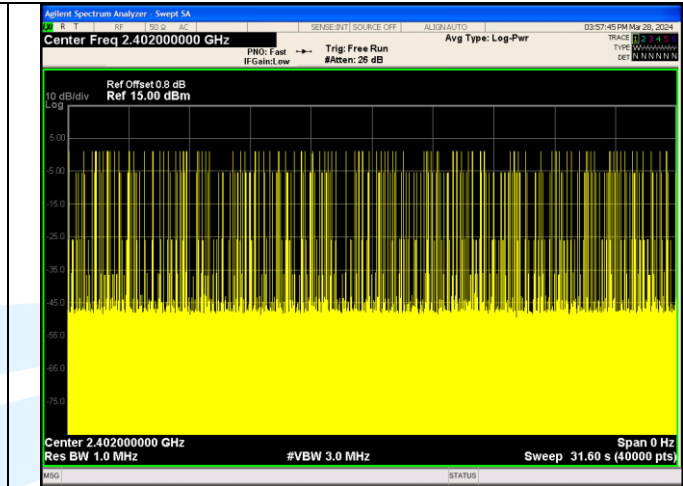 Agilent Spectrum Analyzer - Swept SA
R T RF 50 Ω AC SENSE:INT SOURCE OFF ALIGN AUTO 03:57:45 PM Mar 28, 2024
Center Freq 2.402000000 GHz Avg Type: Log-Pwr TRACE 1 2 3 4 5 6
PNO: Fast Trig: Free Run TYPE
IFGain:Low #Atten: 26 dB DET N N N N N N
Ref Offset 0.8 dB
10 dB/div Ref 15.00 dBm
Log
5.00
-5.00
-15.0
-25.0
-35.0
-45.0
-55.0
-65.0
-75.0
Center 2.402000000 GHz Span 0 Hz
Res BW 1.0 MHz #VBW 3.0 MHz Sweep 31.60 s (40000 pts)
MSG STATUS